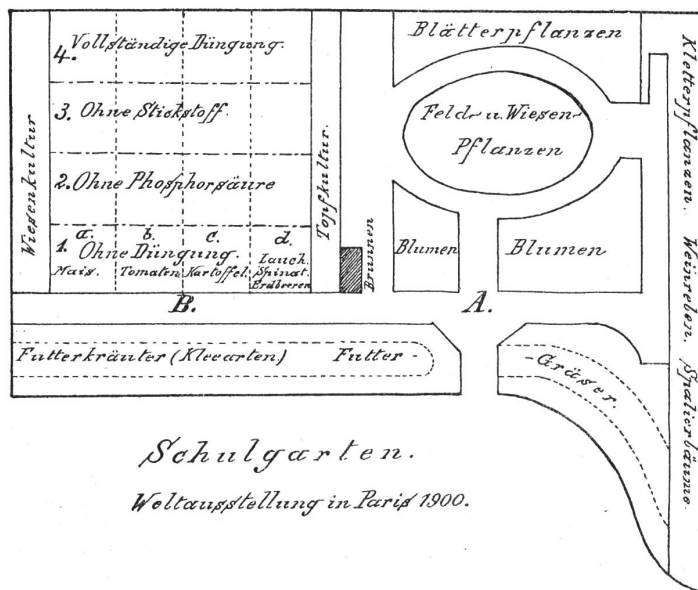 Blätterpflanzen
4. Vollständige Düngung.
3. Ohne Stickstoff.
2. Ohne Phosphorsäure
a. b. c. d.
1. Ohne Düngung.
Mais. Tomaten. Kartoffel. Lauch.
Spinat.
Erdbeeren
Wiesenkultur
Topfkultur.
Brunnen
Feld- u. Wiesen-
Pflanzen
Blumen
Blumen
Kletterpflanzen. Weinreben. Spalierbäume.
B.
A.
Futterkräuter (Kleearten)
Futter -
- Gräser.
Schulgarten.
Weltausstellung in Paris 1900.